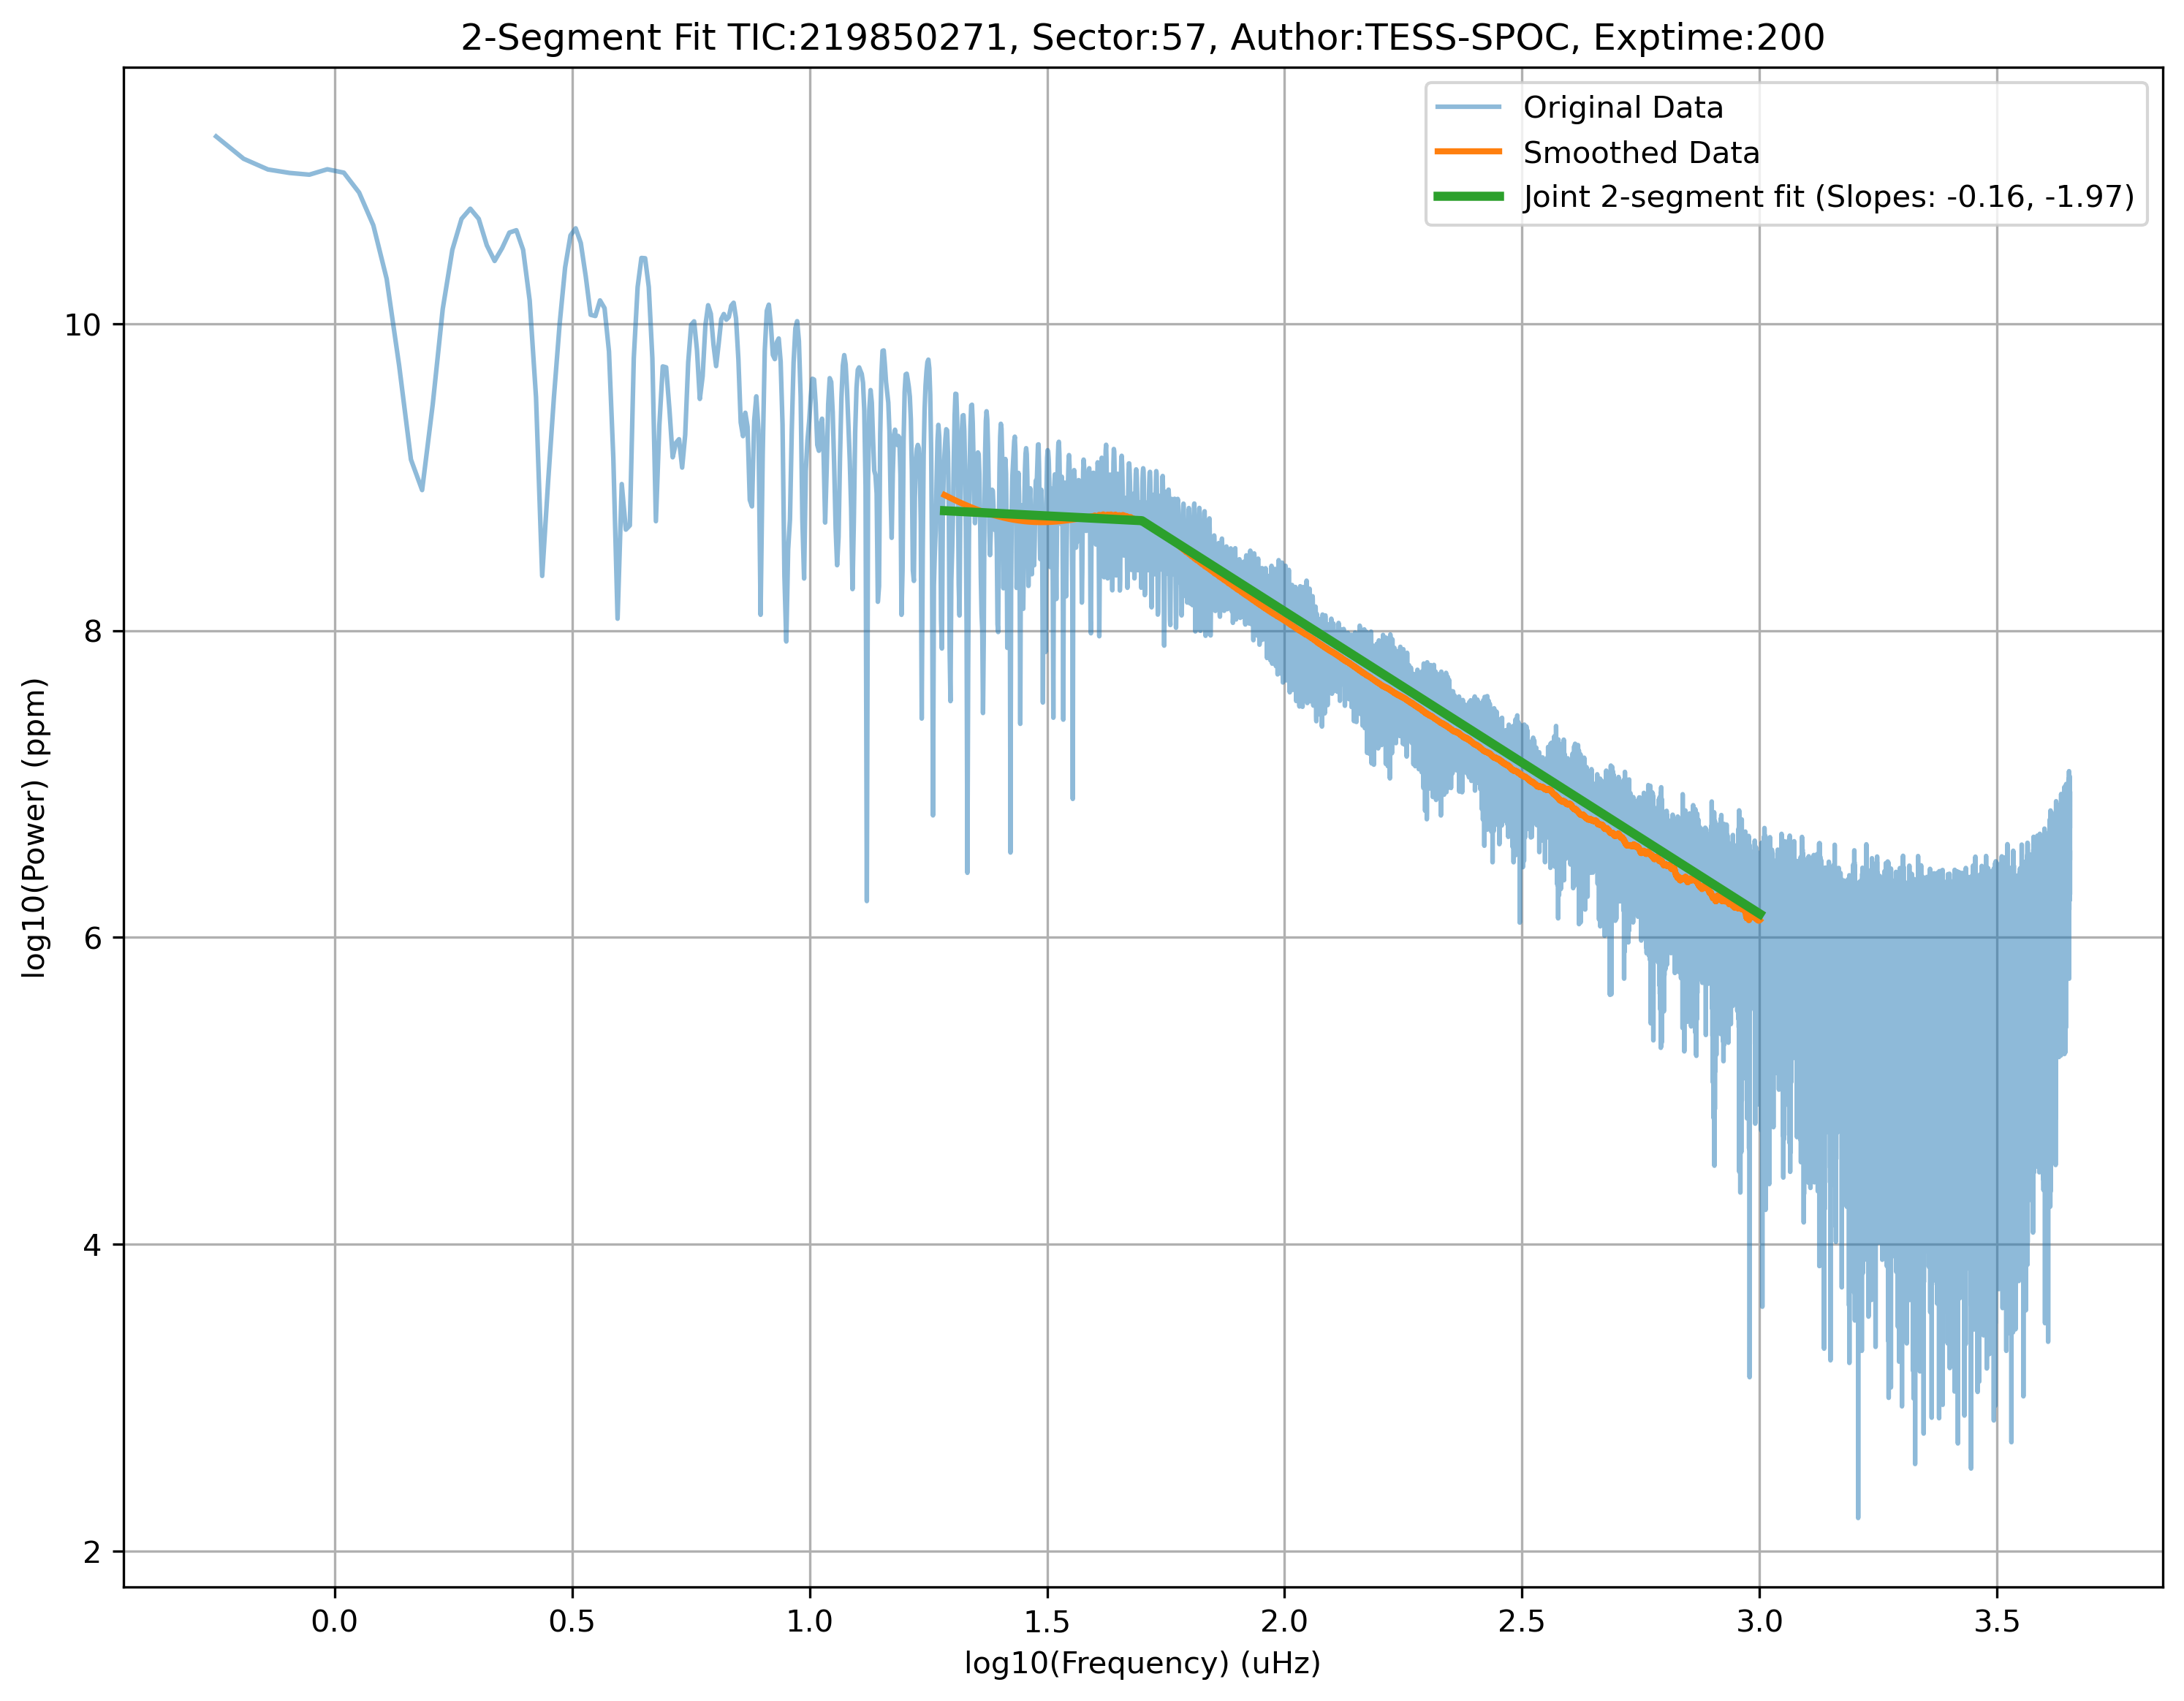 2-Segment Fit TIC:219850271, Sector:57, Author:TESS-SPOC, Exptime:200
Original Data
Smoothed Data
Joint 2-segment fit (Slopes: -0.16, -1.97)
log10(Power) (ppm)
10
8
6
4
2
0.0 0.5 1.0 1.5 2.0 2.5 3.0 3.5
log10(Frequency) (uHz)